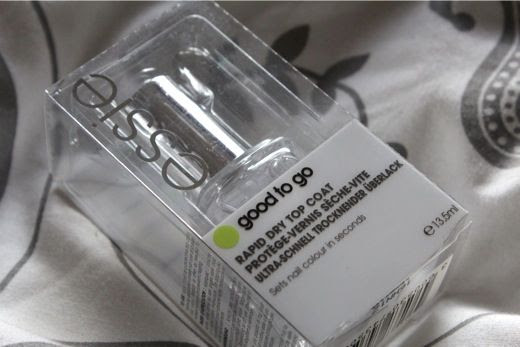 essie
good to go
RAPID DRY TOP COAT
PROTÈGE-VERNIS SÈCHE-VITE
ULTRA-SCHNELL TROCKNENDER ÜBERLACK
Sets nail colour in seconds
e 13.5ml